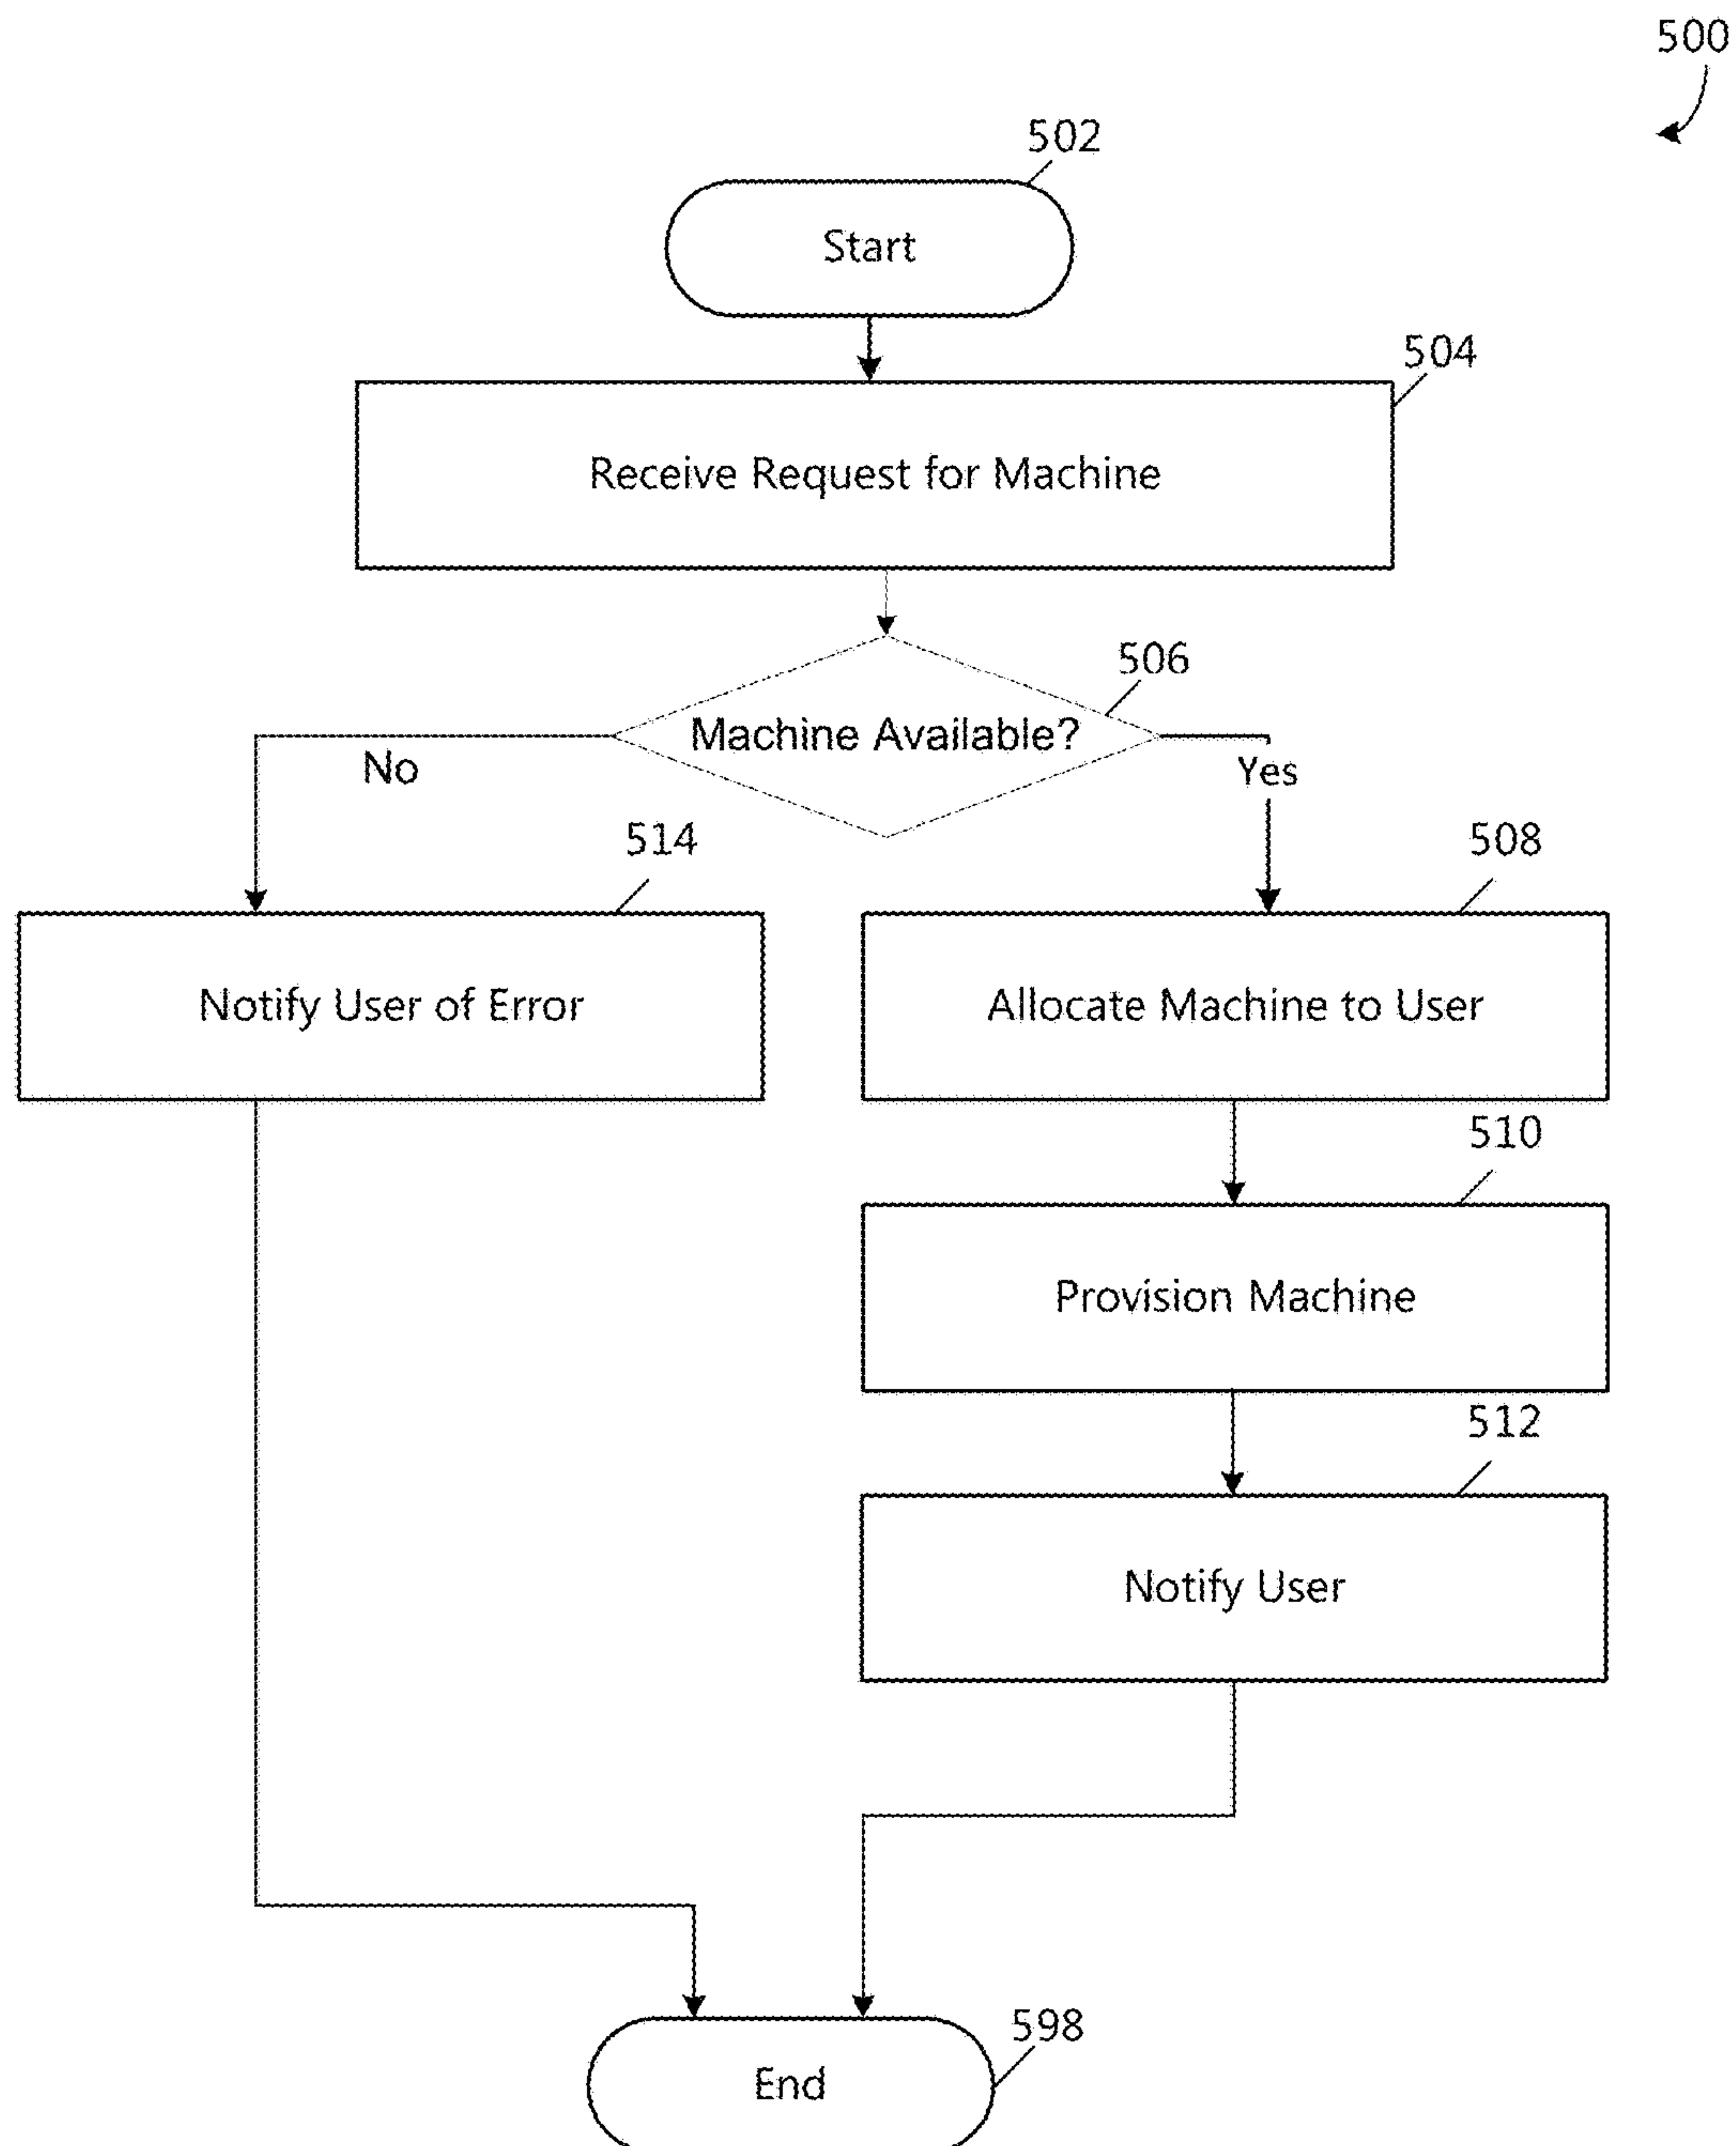 500
502
Start
504
Receive Request for Machine
506
Machine Available?
No
Yes
514
508
Notify User of Error
Allocate Machine to User
510
Provision Machine
512
Notify User
598
End